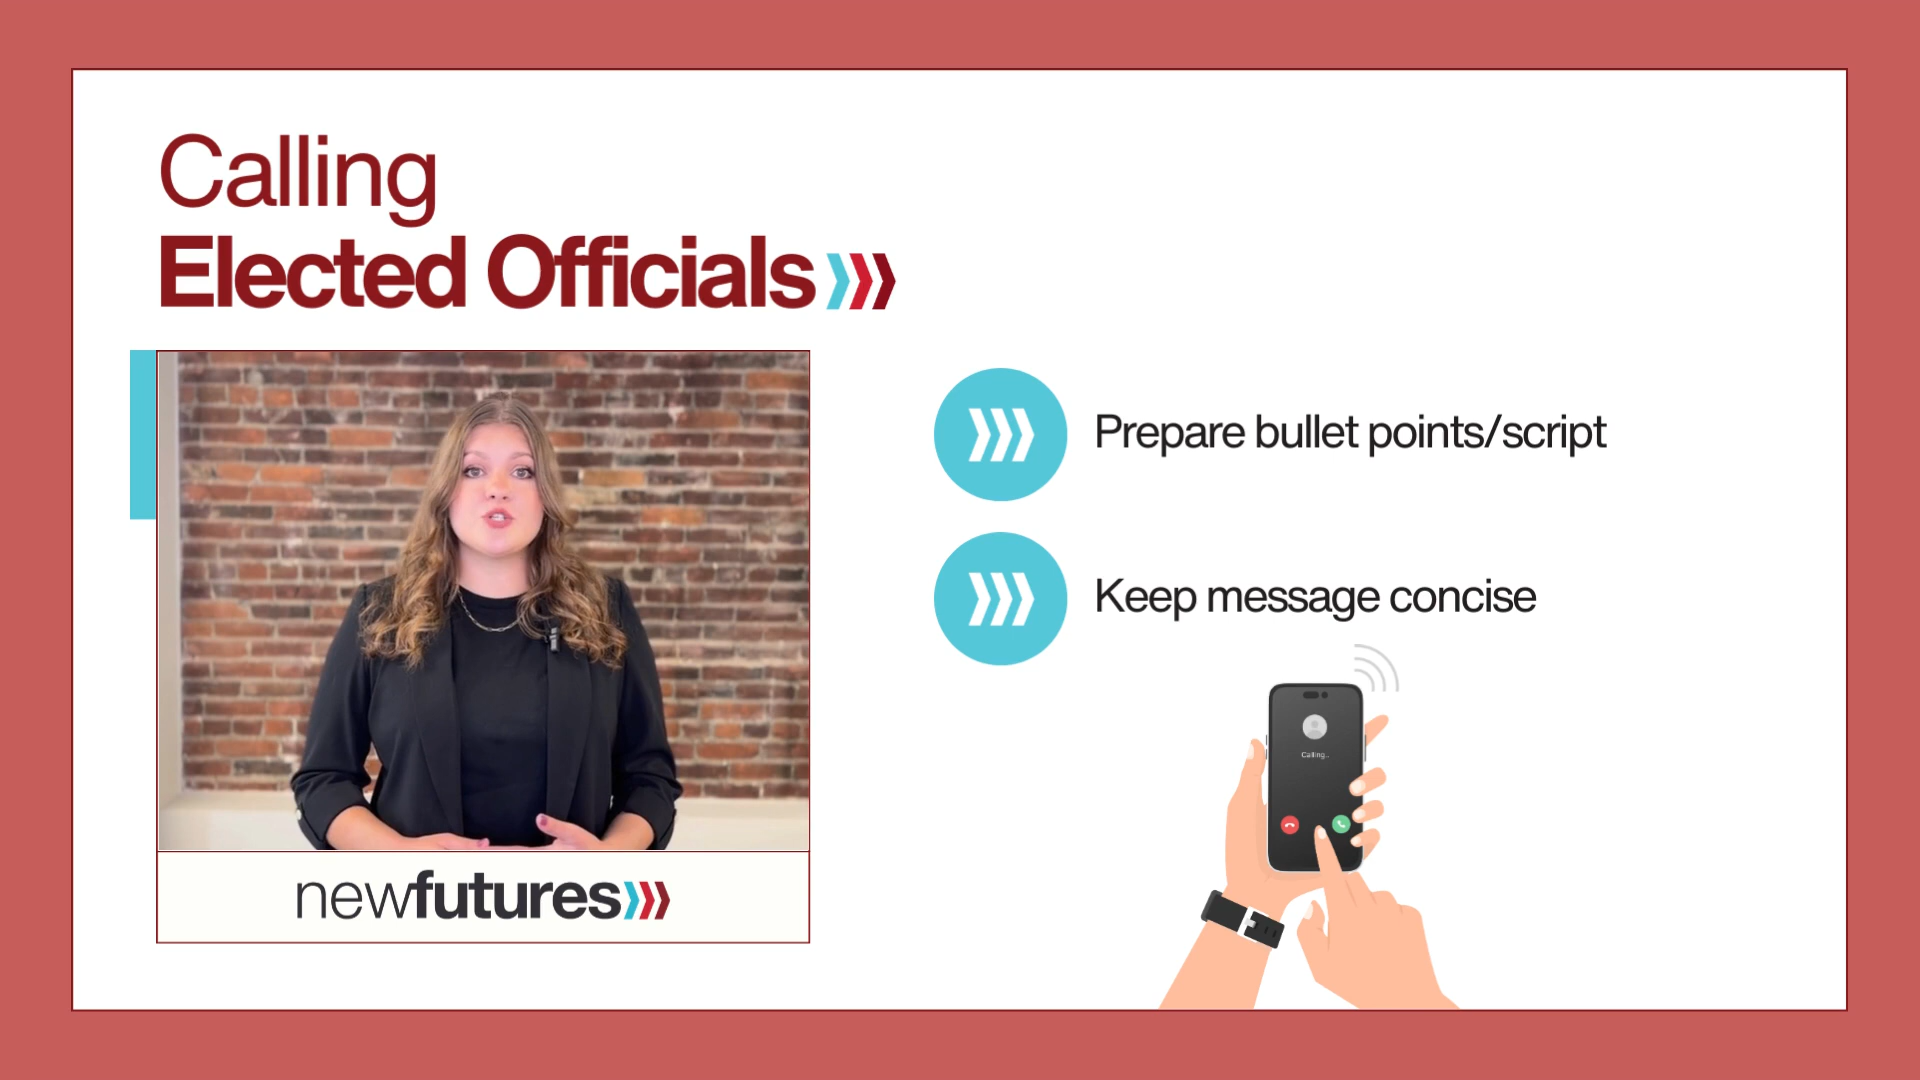 Calling
Elected Officials
Prepare bullet points/script
Keep message concise
Calling...
newfutures